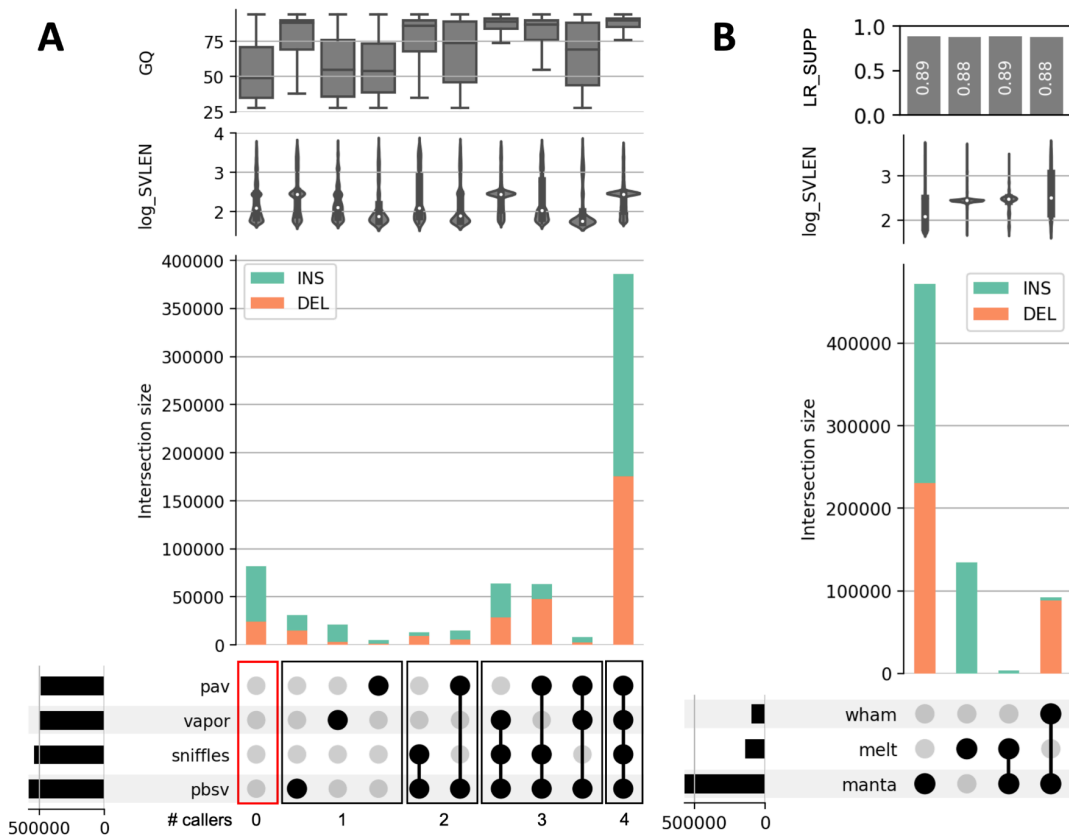 A
GQ
75
50
25
log_SVLEN
4
3
2
Intersection size
400000
350000
300000
250000
200000
150000
100000
50000
0
INS
DEL
pav
vapor
sniffles
pbsv
500000 0
# callers 0 1 2 3 4
B
LR_SUPP
1.0
0.5
0.0
0.89 0.88 0.89 0.88
log_SVLEN
3
2
Intersection size
400000
300000
200000
100000
0
INS
DEL
wham
melt
manta
500000 0